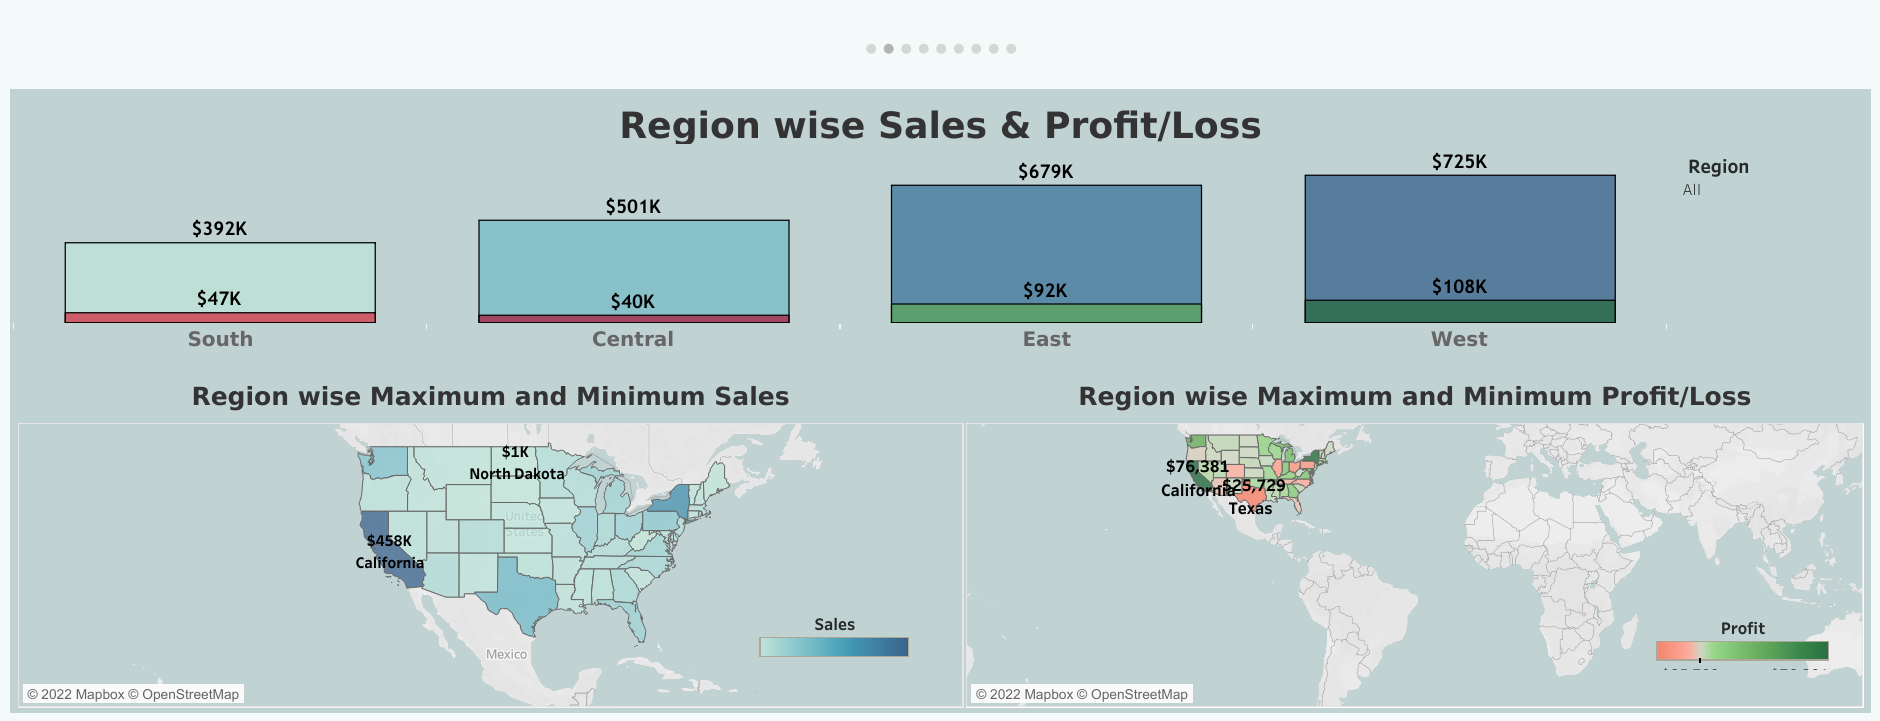 Region wise Sales & Profit/Loss
$392K
$501K
$679K
$725K
Region
All
$47K
$40K
$92K
$108K
South
Central
East
West
Region wise Maximum and Minimum Sales
Region wise Maximum and Minimum Profit/Loss
$1K
North Dakota
United
States
$458K
California
Mexico
Sales
© 2022 Mapbox © OpenStreetMap
$76,381
California
$25,729
Texas
Profit
© 2022 Mapbox © OpenStreetMap